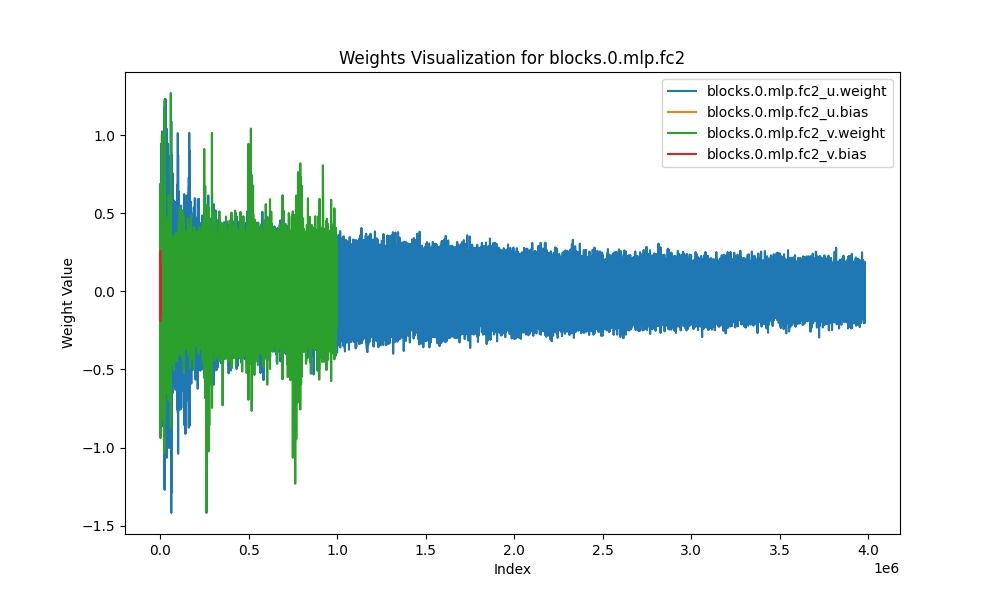 Weights Visualization for blocks.0.mlp.fc2
blocks.0.mlp.fc2_u.weight
blocks.0.mlp.fc2_u.bias
blocks.0.mlp.fc2_v.weight
blocks.0.mlp.fc2_v.bias
Weight Value
1.0
0.5
0.0
−0.5
−1.0
−1.5
0.0 0.5 1.0 1.5 2.0 2.5 3.0 3.5 4.0
1e6
Index